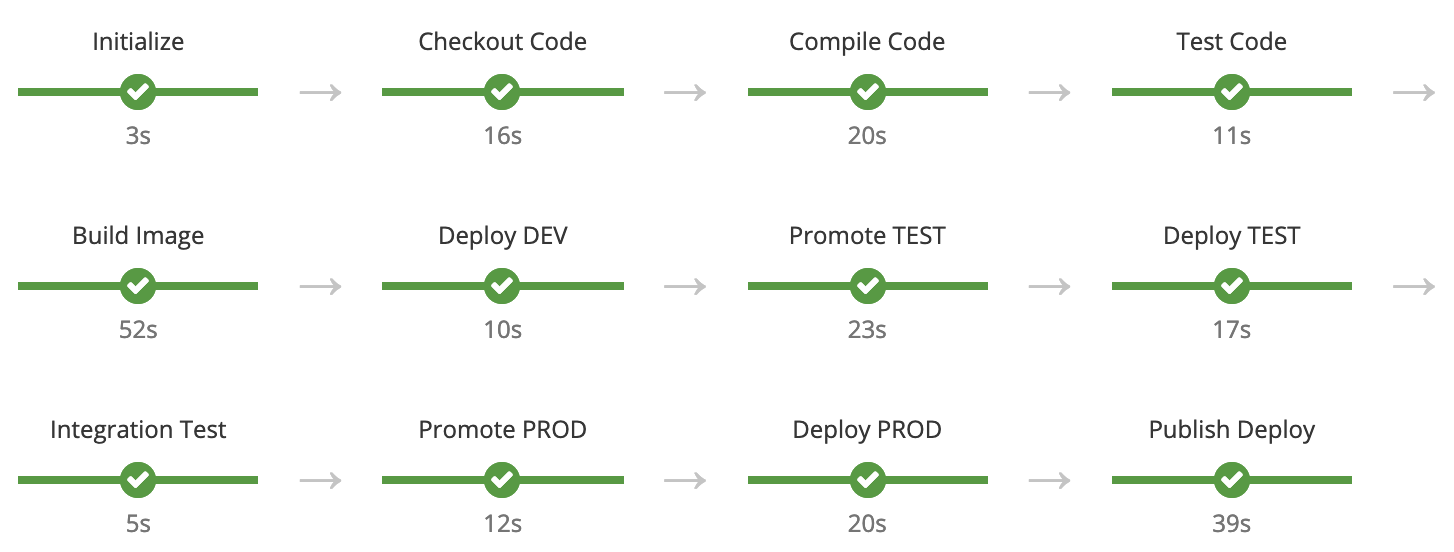 Initialize
Checkout Code
Compile Code
Test Code
3s
16s
20s
11s
Build Image
Deploy DEV
Promote TEST
Deploy TEST
52s
10s
23s
17s
Integration Test
Promote PROD
Deploy PROD
Publish Deploy
5s
12s
20s
39s